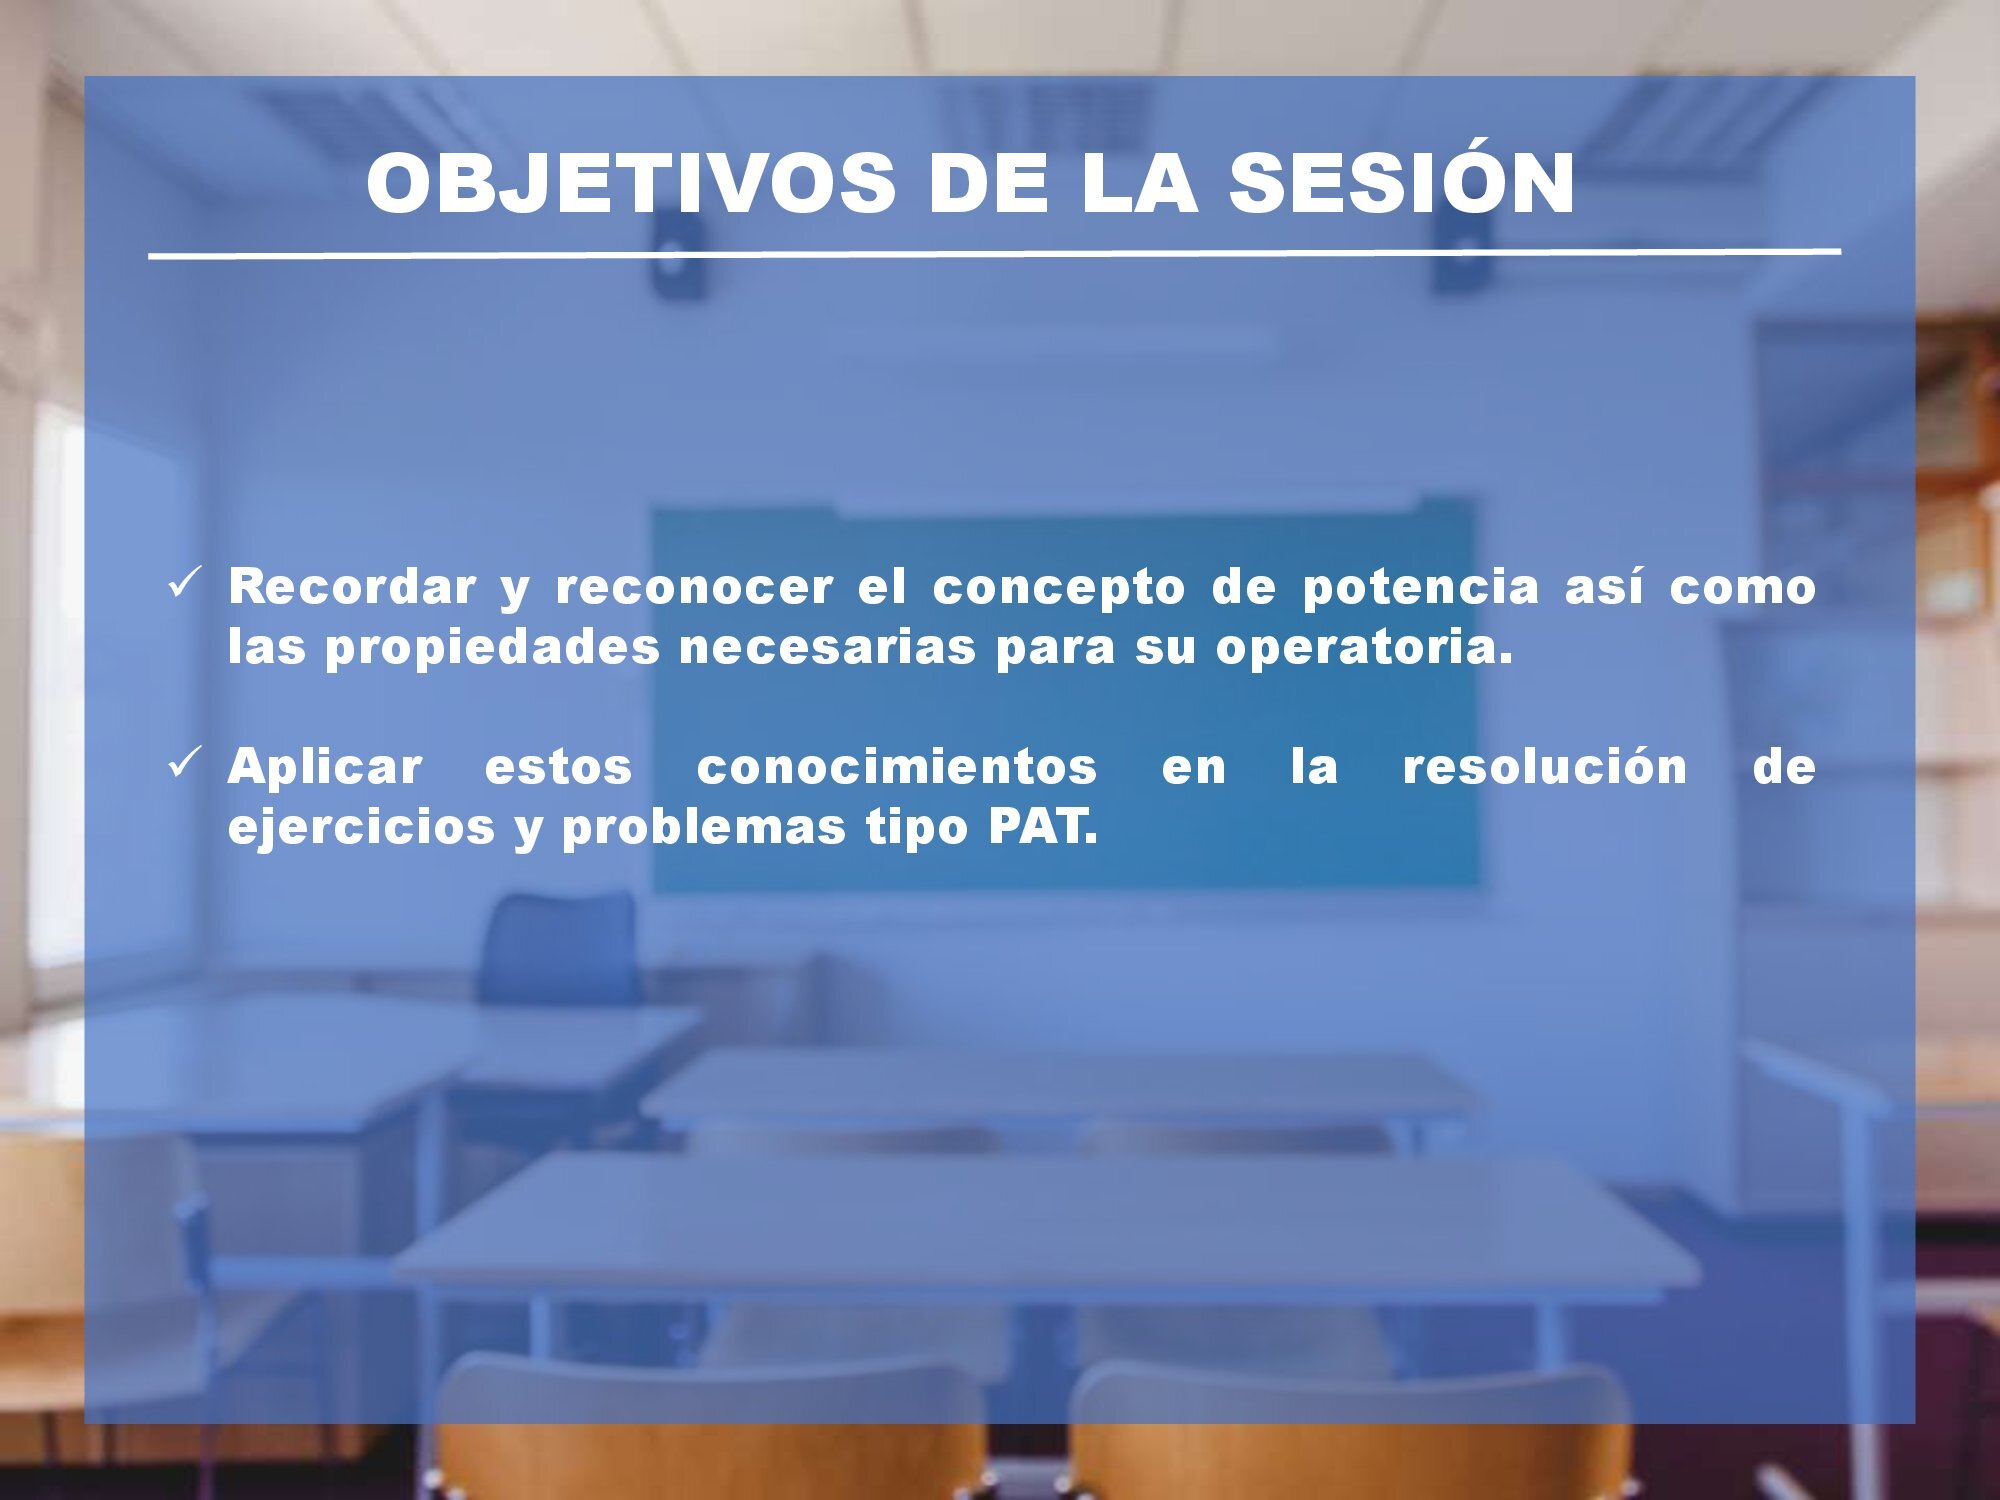 OBJETIVOS DE LA SESIÓN
✓ Recordar y reconocer el concepto de potencia así como
las propiedades necesarias para su operatoria.
✓ Aplicar estos conocimientos en la resolución de
ejercicios y problemas tipo PAT.